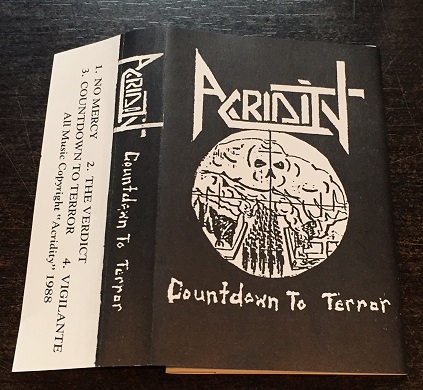 ACRIDITY
Countdown To Terror
ACRIDITY
Countdown To Terror
1. NO MERCY 2. THE VERDICT
3. COUNTDOWN TO TERROR 4. VIGILANTE
All Music Copyright "Acridity" 1988